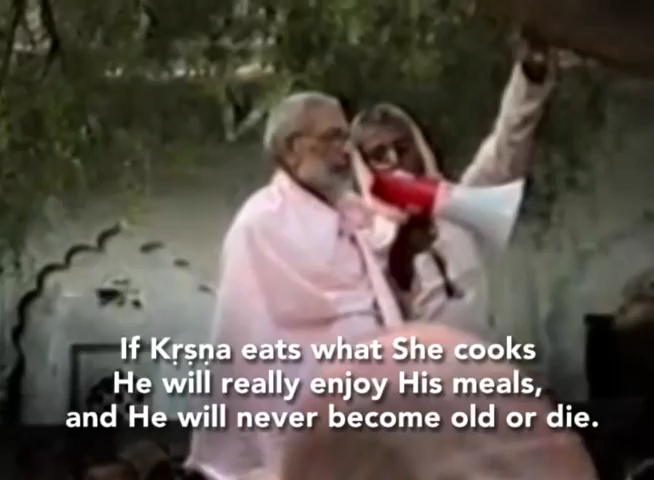 If Kṛṣṇa eats what She cooks
He will really enjoy His meals,
and He will never become old or die.